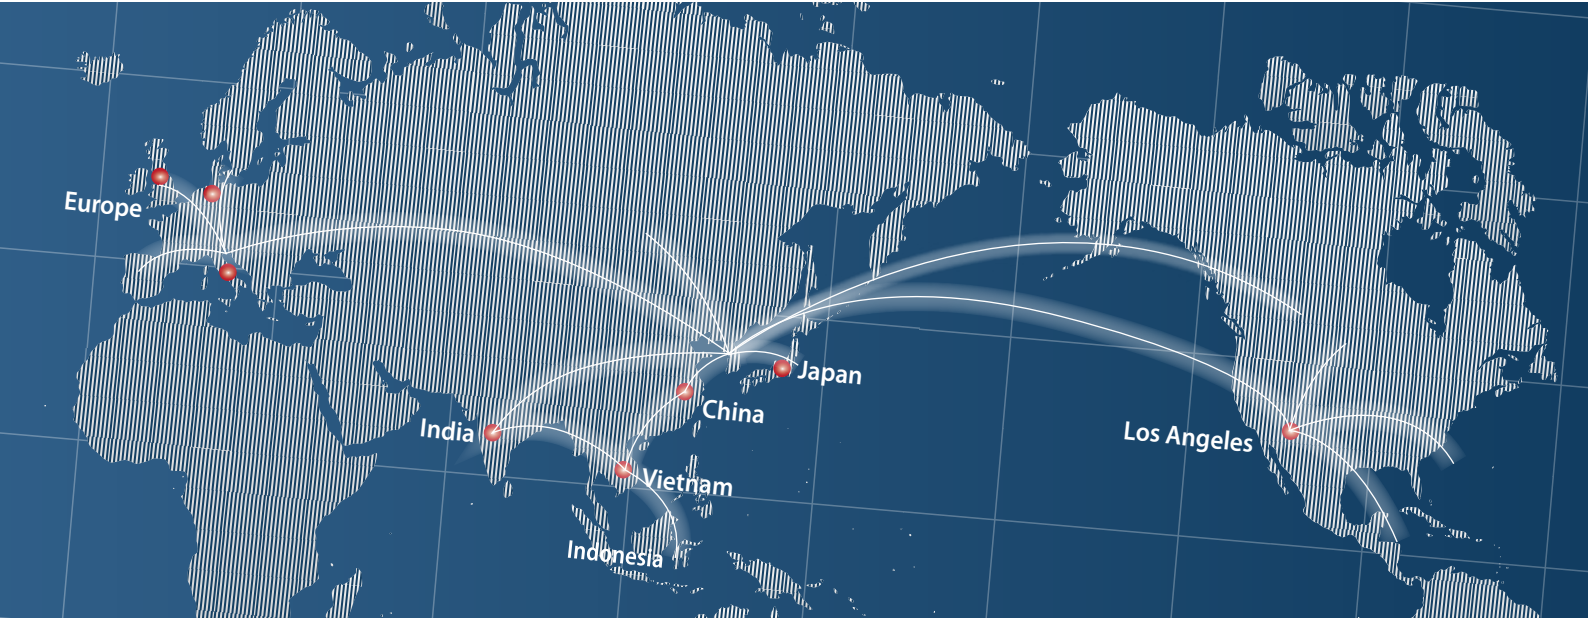 Europe
Japan
China
India
Los Angeles
Vietnam
Indonesia